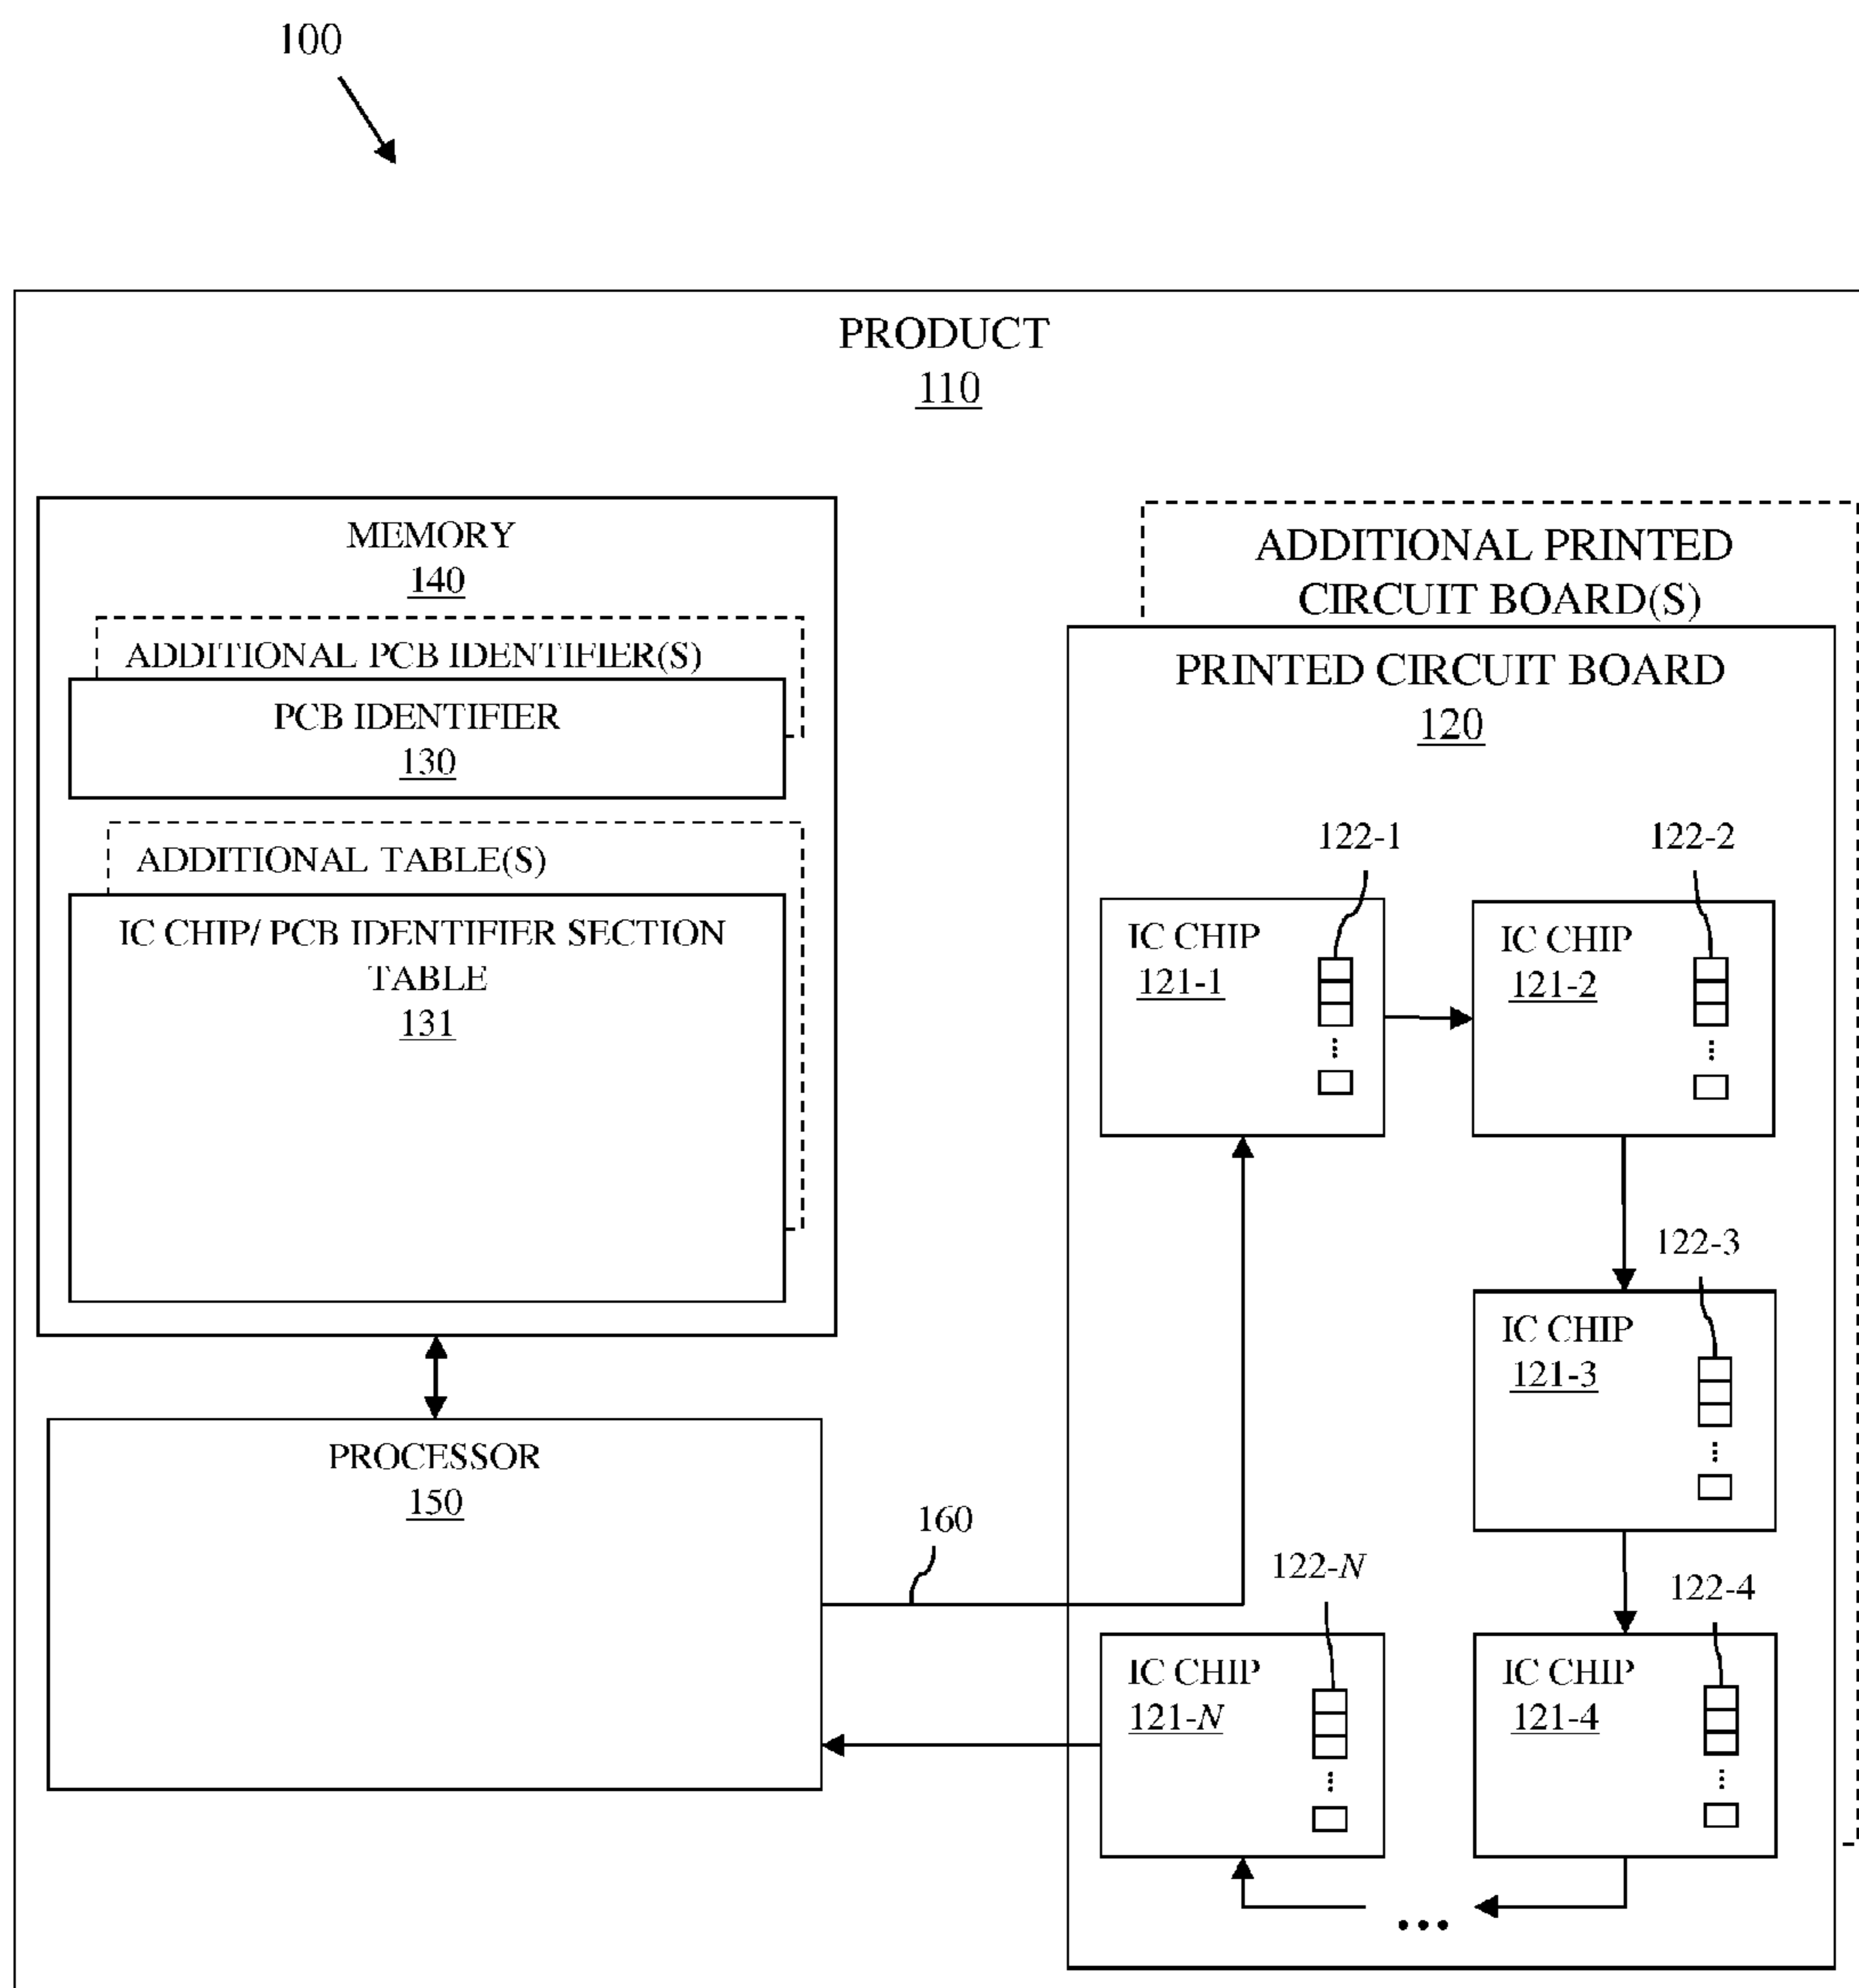 100
PRODUCT
110
MEMORY
140
ADDITIONAL PCB IDENTIFIER(S)
PCB IDENTIFIER
130
ADDITIONAL TABLE(S)
IC CHIP/ PCB IDENTIFIER SECTION
TABLE
131
PROCESSOR
150
160
ADDITIONAL PRINTED
CIRCUIT BOARD(S)
PRINTED CIRCUIT BOARD
120
122-1
122-2
IC CHIP
121-1
IC CHIP
121-2
122-3
IC CHIP
121-3
122-N
122-4
IC CHIP
121-N
IC CHIP
121-4